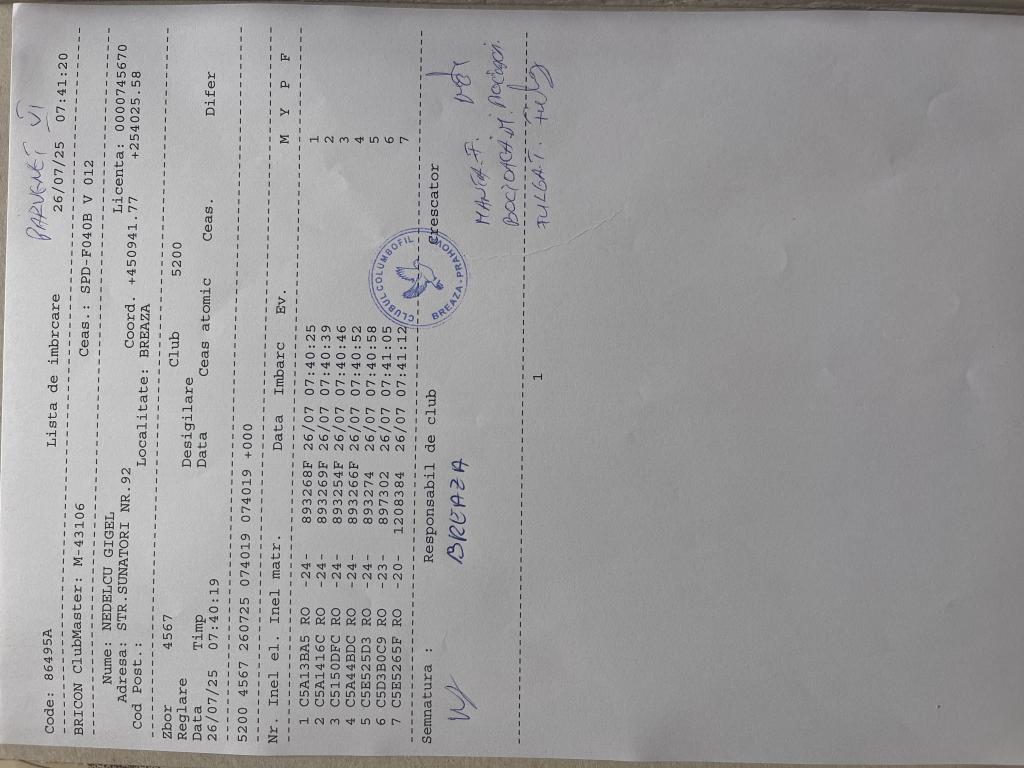 PARVENIT VI
Code: 86495A Lista de imbrcare 26/07/25 07:41:20
BRICON ClubMaster: M-43106 Ceas.: SPD-F040B V 012
Nume: NEDELCU GIGEL Licenta: 0000745670
Adresa: STR.SUNATORI NR.92 Coord. +450941.77 +254025.58
Cod Post.: Localitate: BREAZA
Zbor 4567 Club 5200
Reglare Desigilare
Data Timp Data Ceas atomic Ceas. Difer
26/07/25 07:40:19
5200 4567 260725 074019 074019 +000
Nr. Inel el. Inel matr. Data Imbarc Ev. M Y P F
1 C5A13BA5 RO -24- 893268F 26/07 07:40:25 1
2 C5A1416C RO -24- 893269F 26/07 07:40:39 2
3 C5150DFC RO -24- 893254F 26/07 07:40:46 3
4 C5A44BDC RO -24- 893266F 26/07 07:40:52 4
5 C5E525D3 RO -24- 893274 26/07 07:40:58 5
6 C5D3B0C9 RO -23- 897302 26/07 07:41:05 6
7 C5E5265F RO -20- 1208384 26/07 07:41:12 7
Semnatura : Responsabil de club Crescator
BREAZA
CLUBUL COLUMBOFIL
BREAZA-PRAHOVA
MANTA F.
FULGA T.
1